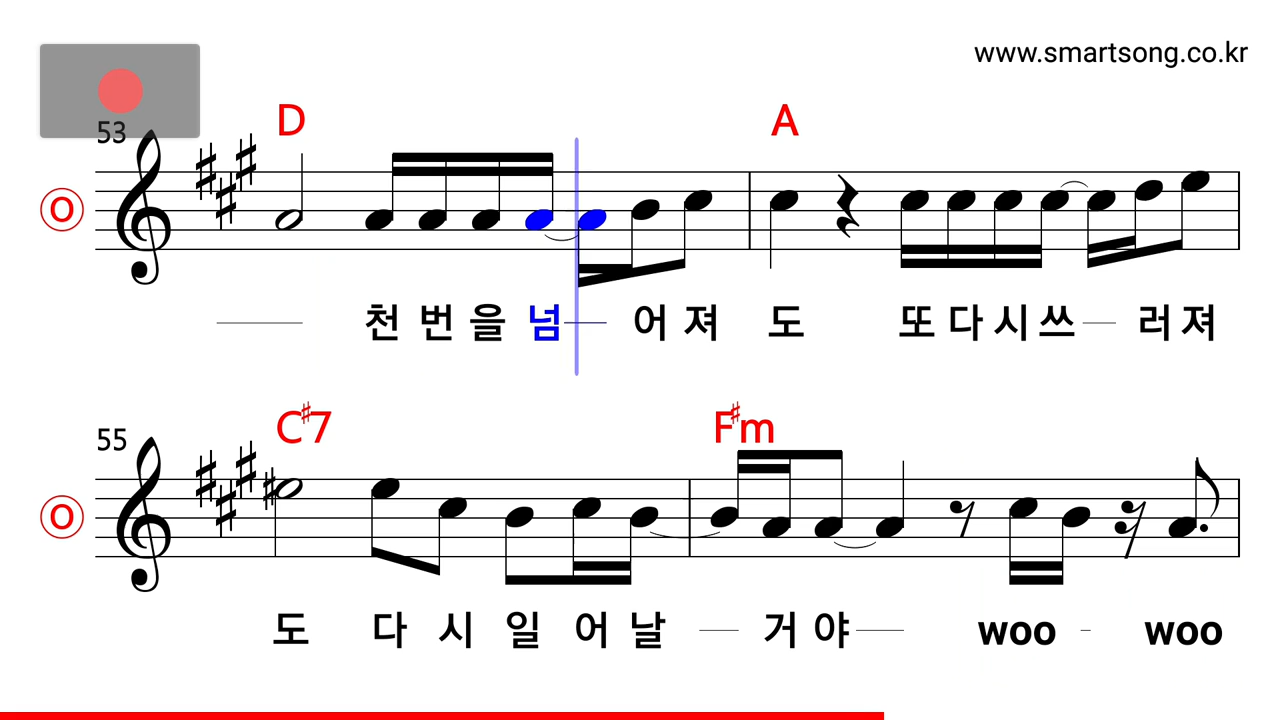 www.smartsong.co.kr
D A
53
O
천 번 을 넘 어 져 도 또 다 시 쓰 러 져
C#7 F#m
55
O
도 다 시 일 어 날 거 야 woo - woo